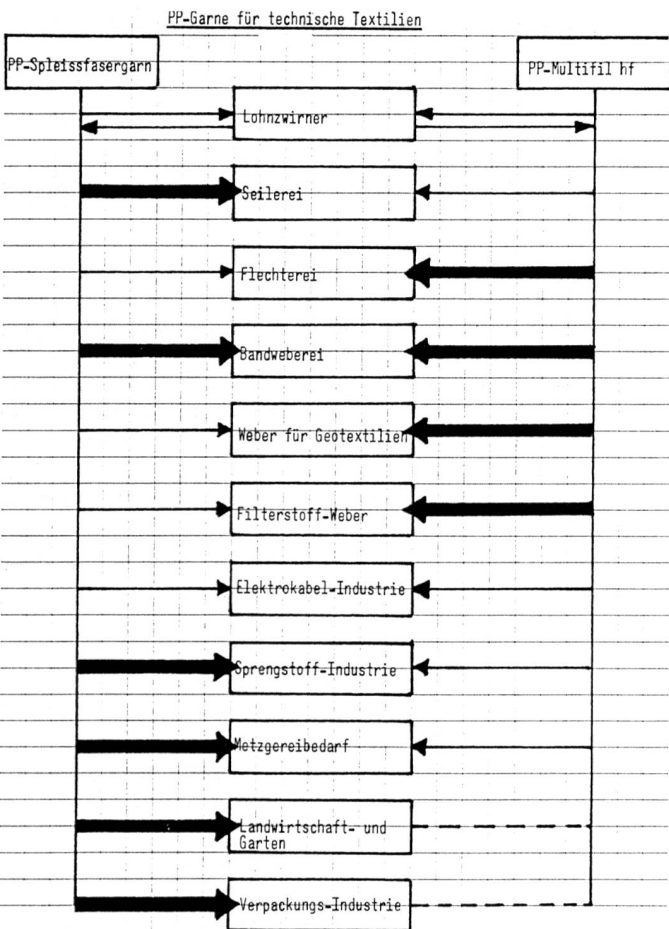 PP-Garne für technische Textilien
PP-Spleissfasergarn
PP-Multifil hf
Lohnzwirner
Seilerei
Flechterei
Bandweberei
Weber für Geotextilien
Filterstoff-Weber
Elektrokabel-Industrie
Sprengstoff-Industrie
Metzgereibedarf
Landwirtschaft- und
Garten
Verpackungs-Industrie